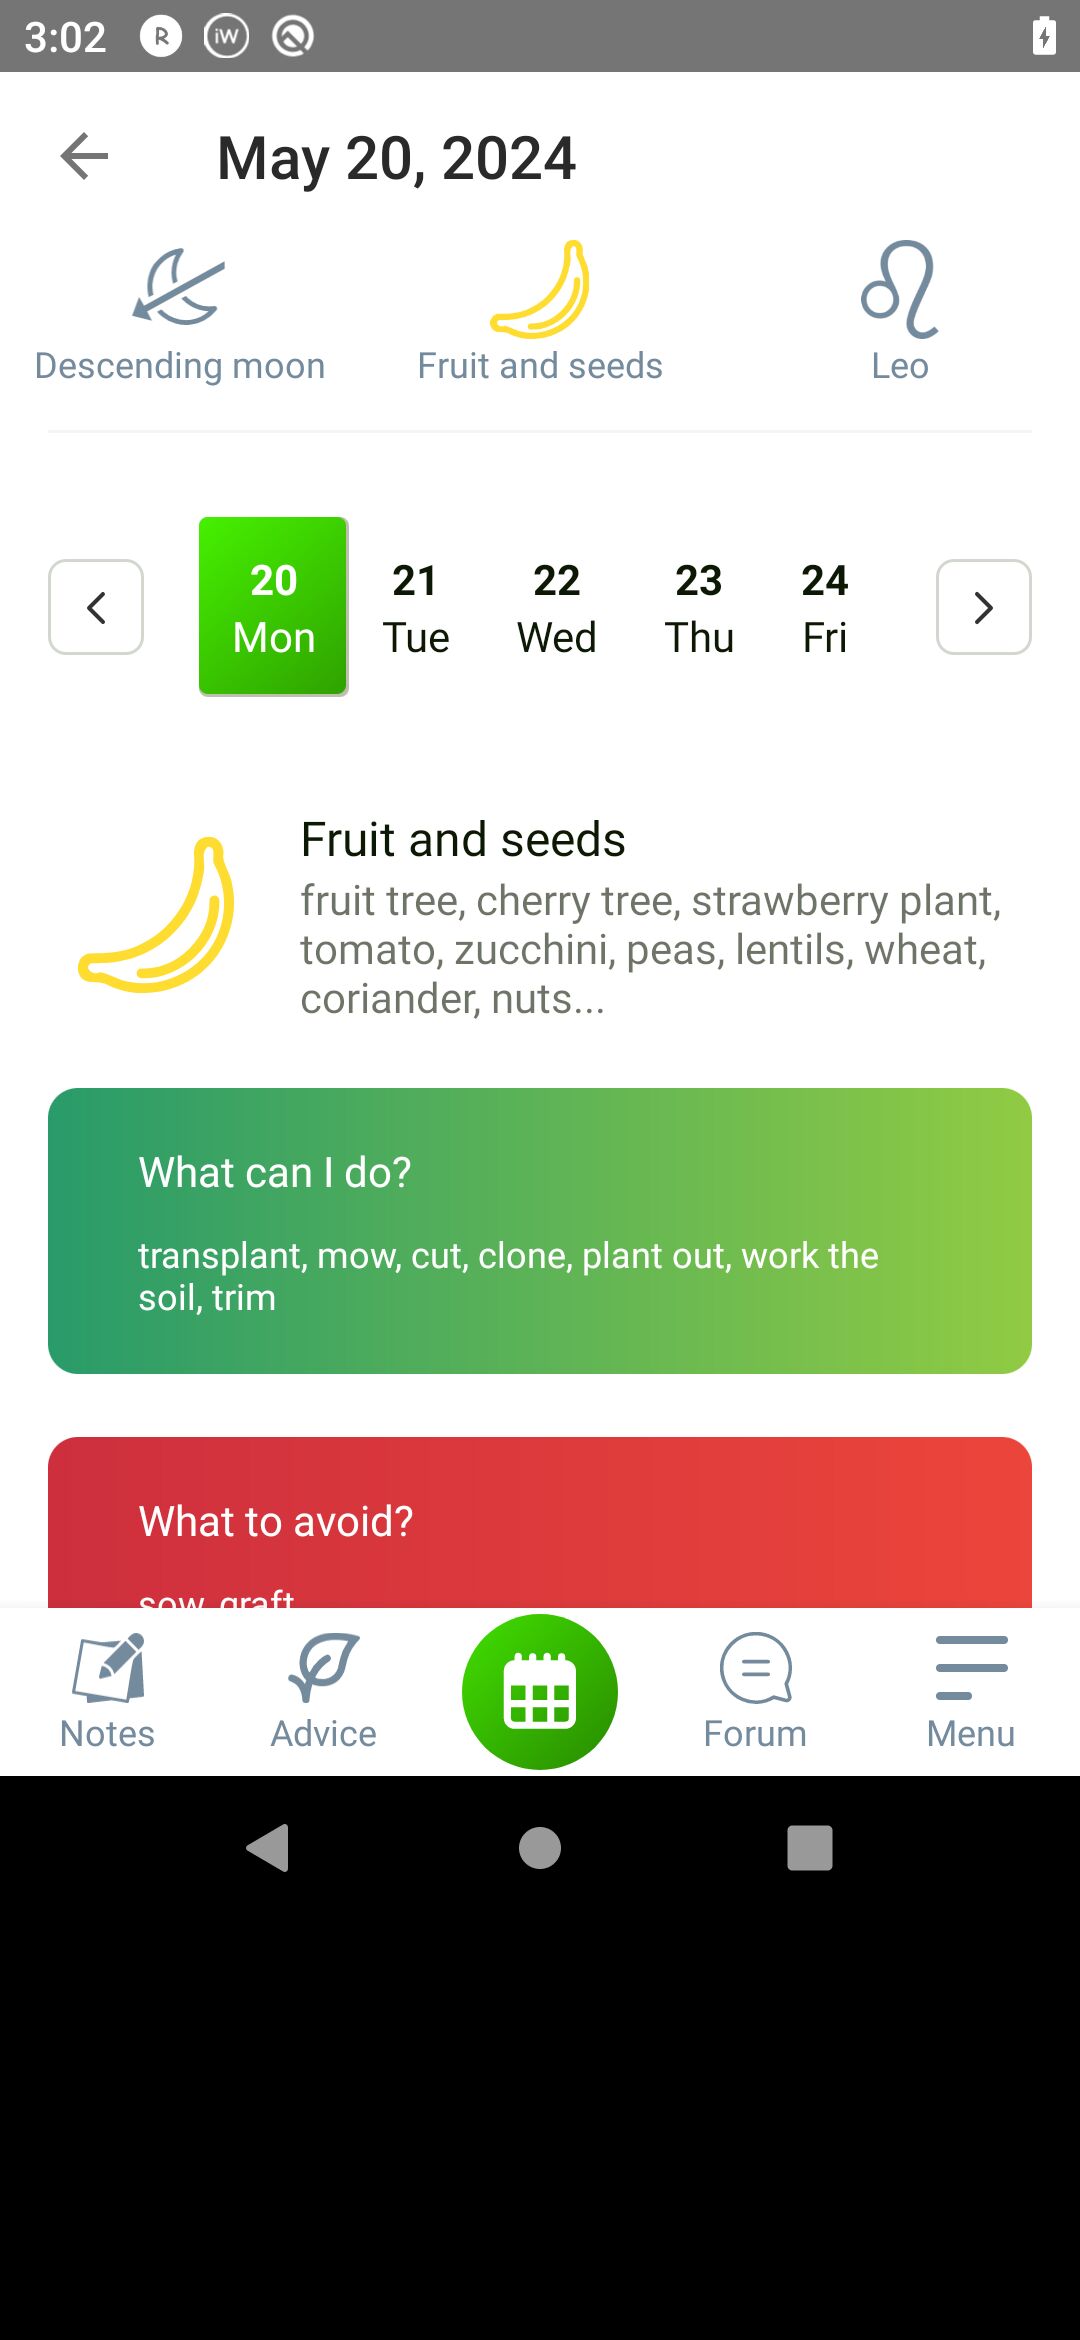 3:02
R iW
May 20, 2024
Descending moon Fruit and seeds Leo
20 21 22 23 24
Mon Tue Wed Thu Fri
Fruit and seeds
fruit tree, cherry tree, strawberry plant,
tomato, zucchini, peas, lentils, wheat,
coriander, nuts...
What can I do?
transplant, mow, cut, clone, plant out, work the
soil, trim
What to avoid?
sow, graft
Notes Advice Forum Menu